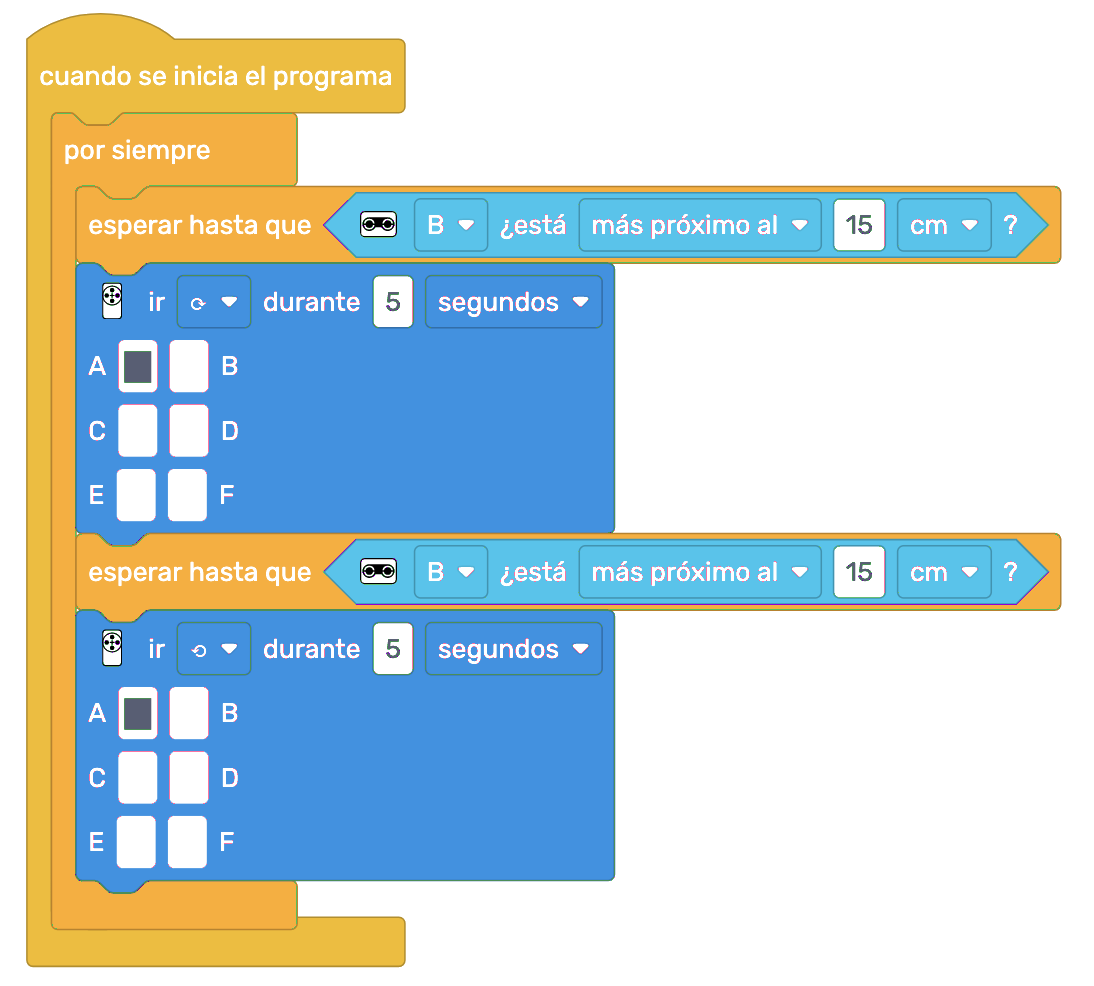 cuando se inicia el programa
por siempre
esperar hasta que B ¿está más próximo al 15 cm ?
ir durante 5 segundos
A B
C D
E F
esperar hasta que B ¿está más próximo al 15 cm ?
ir durante 5 segundos
A B
C D
E F